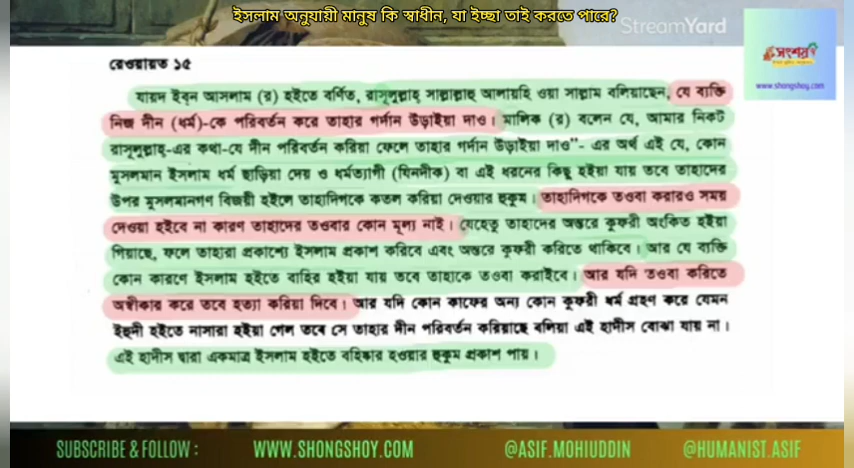 ইসলাম অনুযায়ী মানুষ কি স্বাধীন, যা ইচ্ছা তাই করতে পারে?
StreamYard
সংশয়
www.shongshoy.com
রেওয়ায়ত ১৫
যায়দ ইব্ন আসলাম (র) হইতে বর্ণিত, রাসূলুল্লাহ্ সাল্লাল্লাহু আলায়হি ওয়া সাল্লাম বলিয়াছেন, যে ব্যক্তি
নিজ দীন (ধর্ম)-কে পরিবর্তন করে তাহার গর্দান উড়াইয়া দাও। মালিক (র) বলেন যে, আমার নিকট
রাসূলুল্লাহ্-এর কথা-যে দীন পরিবর্তন করিয়া ফেলে তাহার গর্দান উড়াইয়া দাও"- এর অর্থ এই যে, কোন
মুসলমান ইসলাম ধর্ম ছাড়িয়া দেয় ও ধর্মত্যাগী (যিনদীক) বা এই ধরনের কিছু হইয়া যায় তবে তাহাদের
উপর মুসলমানগণ বিজয়ী হইলে তাহাদিগকে কতল করিয়া দেওয়ার হুকুম। তাহাদিগকে তওবা করারও সময়
দেওয়া হইবে না কারণ তাহাদের তওবার কোন মূল্য নাই। যেহেতু তাহাদের অন্তরে কুফরী অংকিত হইয়া
গিয়াছে, ফলে তাহারা প্রকাশ্যে ইসলাম প্রকাশ করিবে এবং অন্তরে কুফরী করিতে থাকিবে। আর যে ব্যক্তি
কোন কারণে ইসলাম হইতে বাহির হইয়া যায় তবে তাহাকে তওবা করাইবে। আর যদি তওবা করিতে
অস্বীকার করে তবে হত্যা করিয়া দিবে। আর যদি কোন কাফের অন্য কোন কুফরী ধর্ম গ্রহণ করে যেমন
ইহুদী হইতে নাসারা হইয়া গেল তবে সে তাহার দীন পরিবর্তন করিয়াছে বলিয়া এই হাদীস বোঝা যায় না।
এই হাদীস দ্বারা একমাত্র ইসলাম হইতে বহিষ্কার হওয়ার হুকুম প্রকাশ পায়।
SUBSCRIBE & FOLLOW : WWW.SHONGSHOY.COM @ASIF.MOHIUDDIN @HUMANIST.ASIF